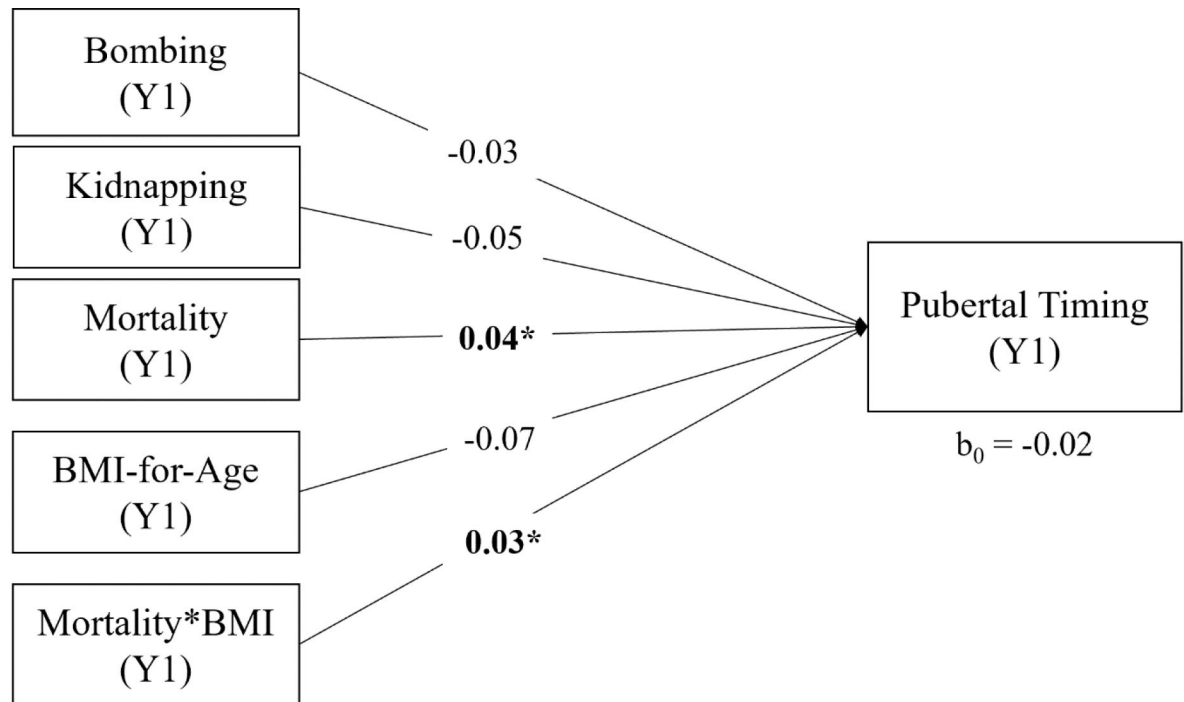 Bombing
(Y1)
-0.03
Kidnapping
(Y1)
-0.05
Mortality
(Y1)
0.04*
BMI-for-Age
(Y1)
-0.07
Mortality*BMI
(Y1)
0.03*
Pubertal Timing
(Y1)
b₀ = -0.02